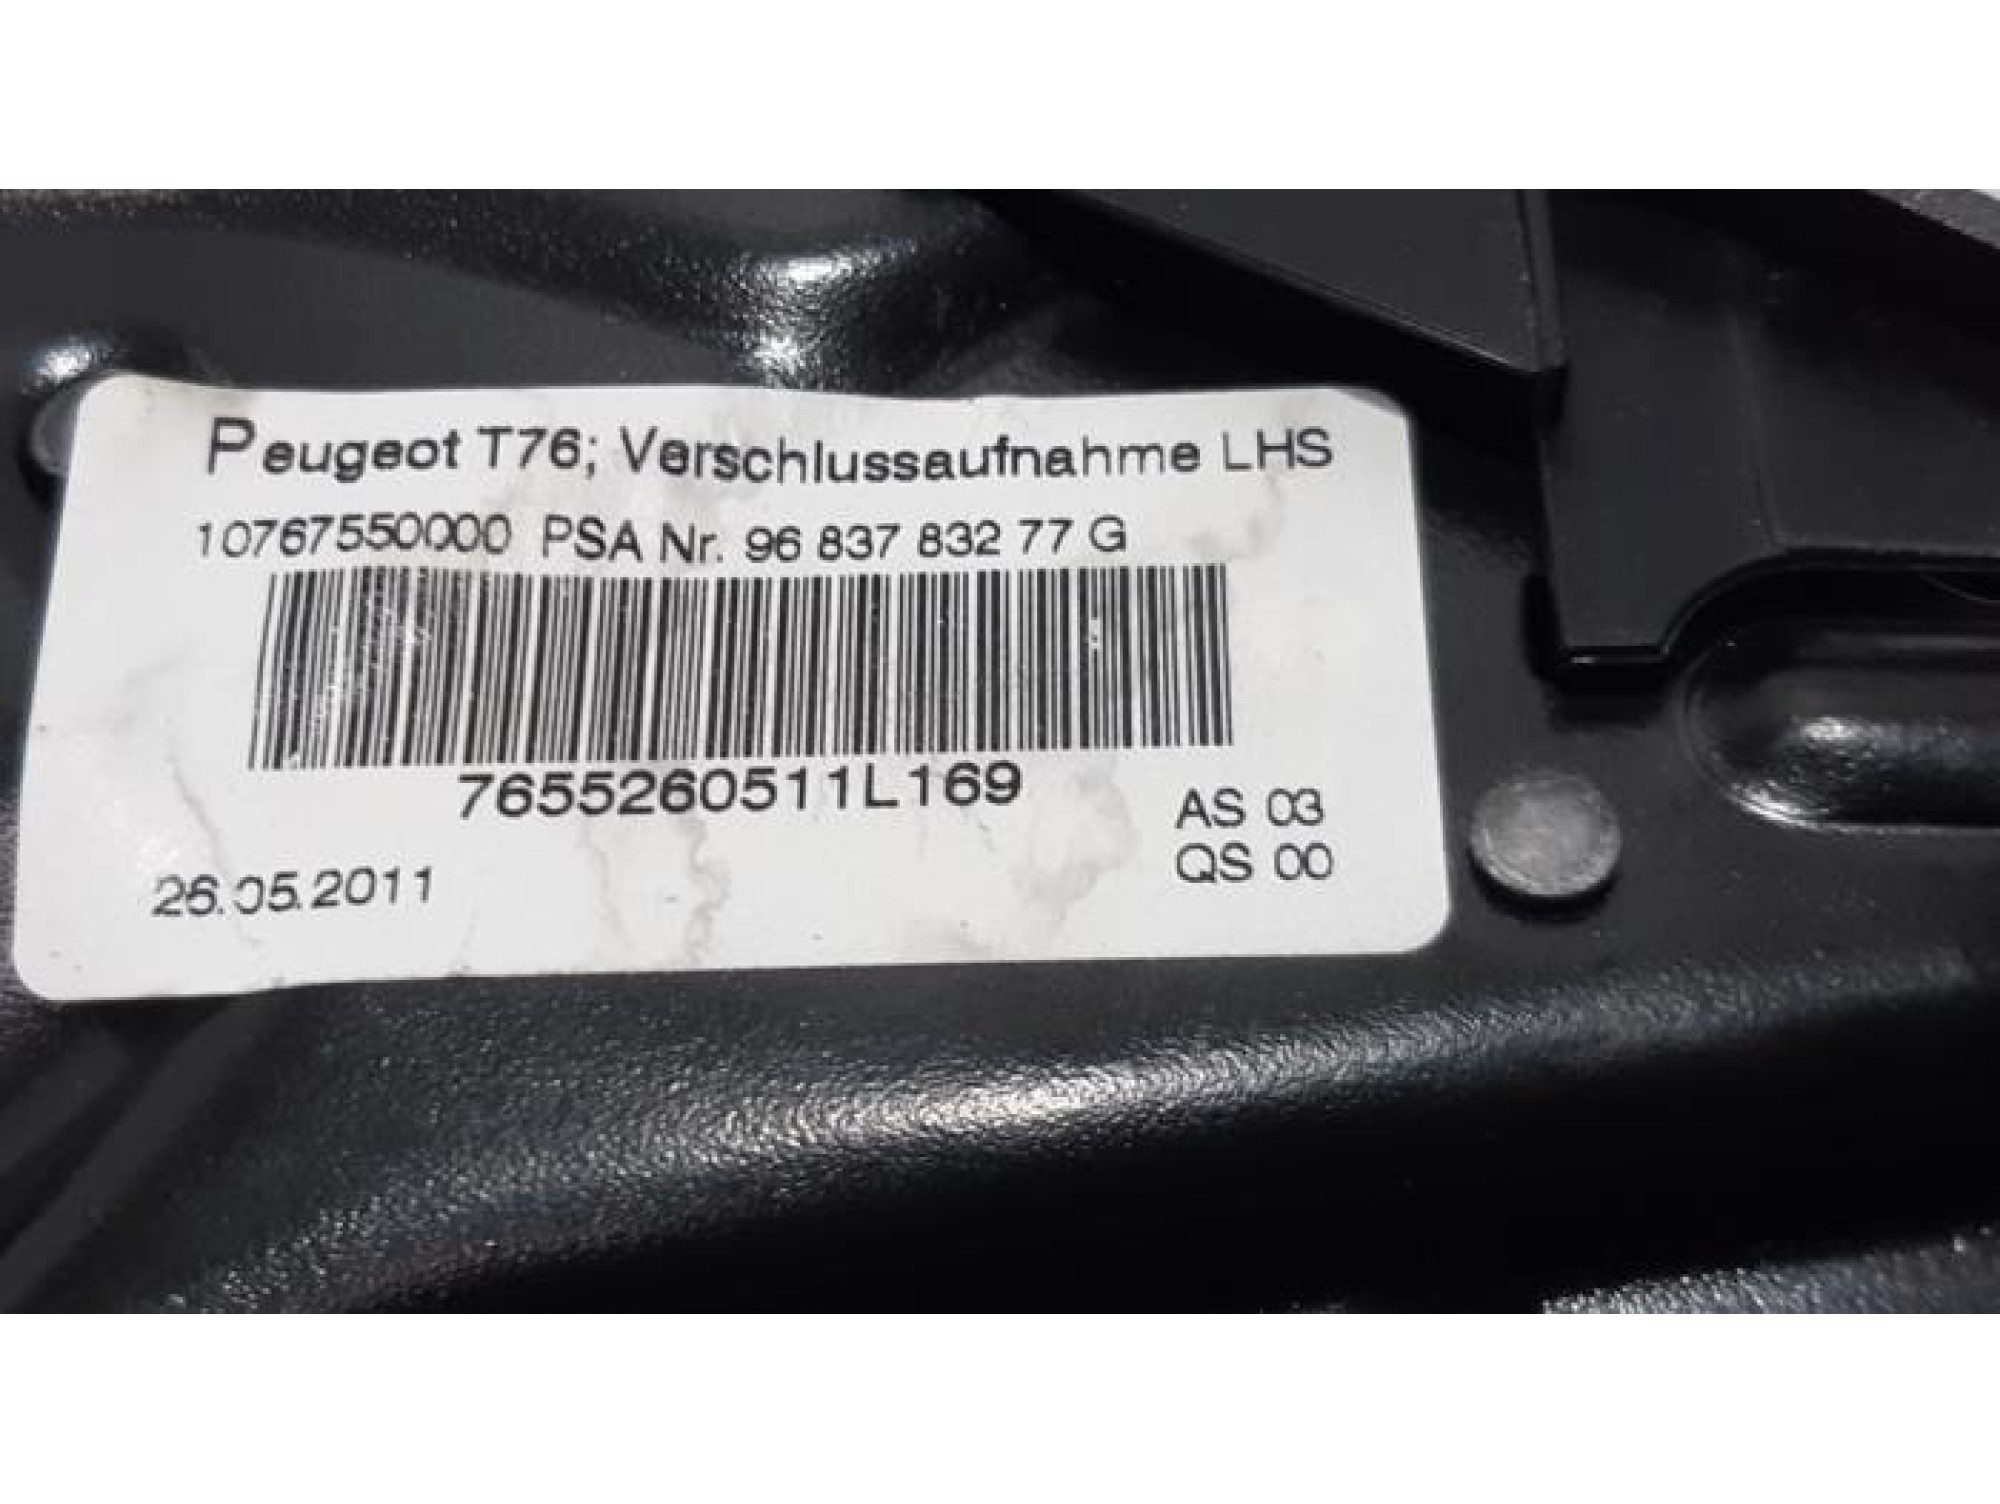 Peugeot T76; Verschlussaufnahme LHS
10767550000 PSA Nr. 96 837 832 77 G
7655260511L169
AS 03
QS 00
26.05.2011